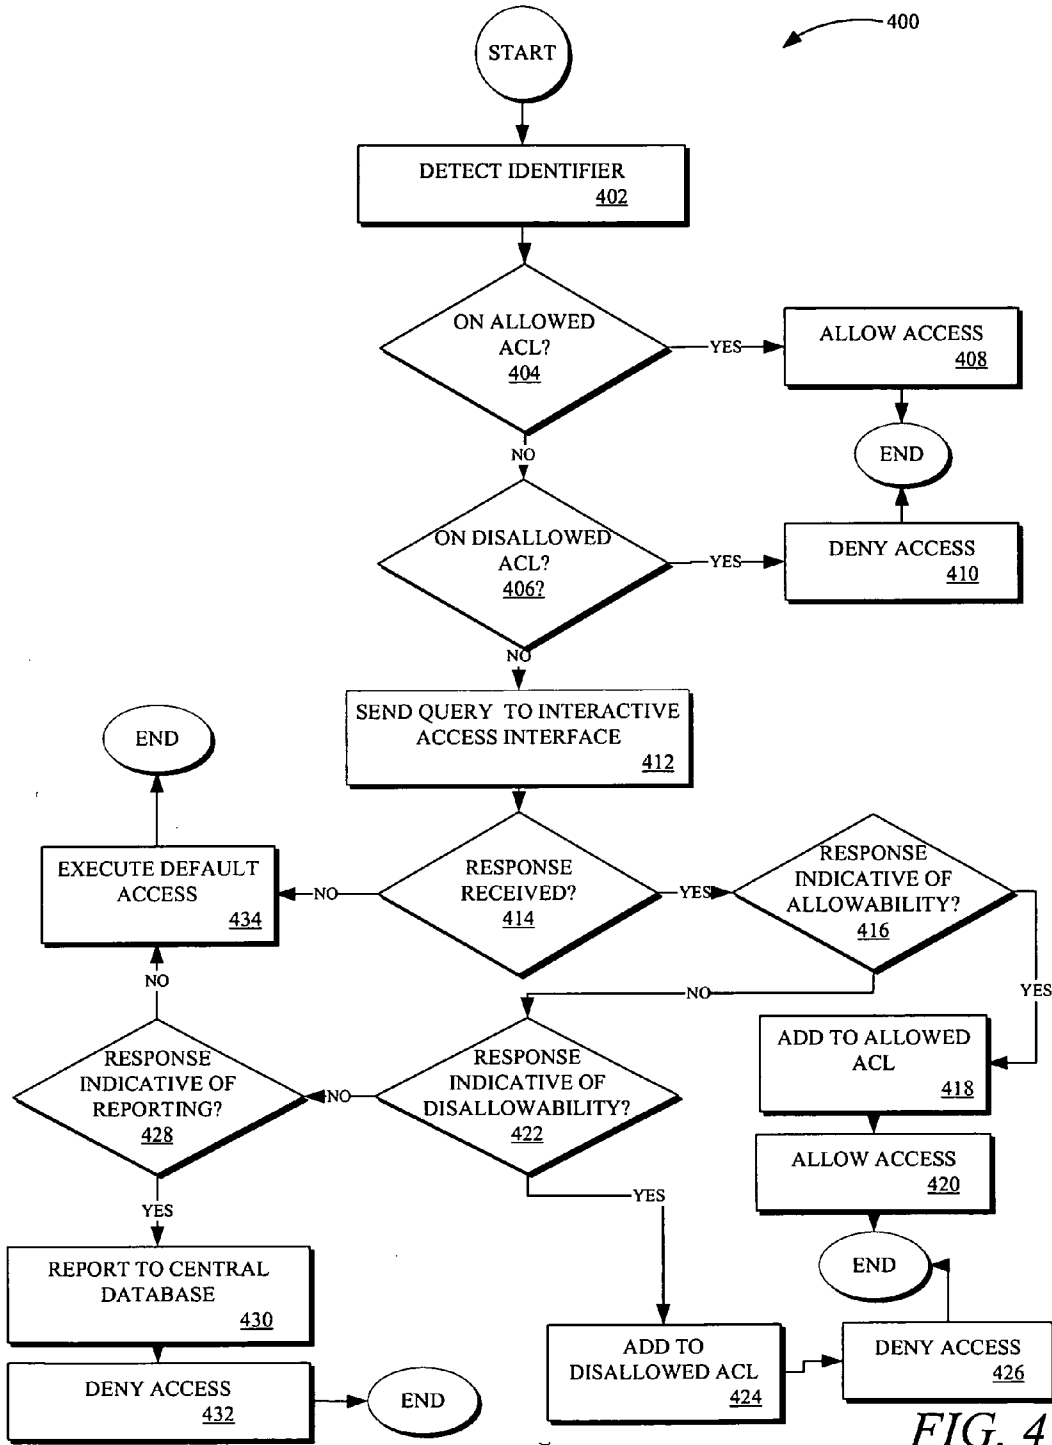 START
400
DETECT IDENTIFIER
402
ON ALLOWED
ACL?
404
YES
ALLOW ACCESS
408
END
NO
ON DISALLOWED
ACL?
406?
YES
DENY ACCESS
410
NO
SEND QUERY TO INTERACTIVE
ACCESS INTERFACE
412
END
EXECUTE DEFAULT
ACCESS
434
NO
RESPONSE
RECEIVED?
414
YES
RESPONSE
INDICATIVE OF
ALLOWABILITY?
416
NO
NO
YES
RESPONSE
INDICATIVE OF
REPORTING?
428
NO
RESPONSE
INDICATIVE OF
DISALLOWABILITY?
422
ADD TO ALLOWED
ACL
418
ALLOW ACCESS
420
YES
YES
END
REPORT TO CENTRAL
DATABASE
430
ADD TO
DISALLOWED ACL
424
DENY ACCESS
426
DENY ACCESS
432
END
FIG. 4